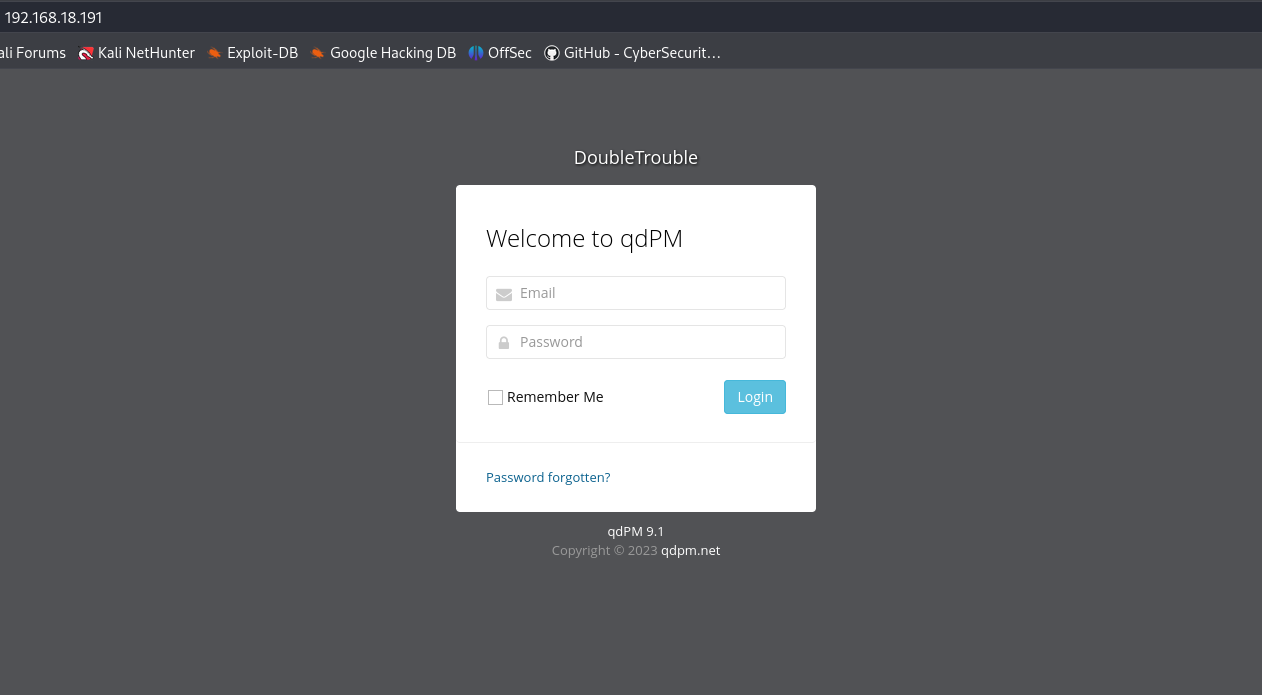 192.168.18.191
ali Forums Kali NetHunter Exploit-DB Google Hacking DB OffSec GitHub - CyberSecurit…
DoubleTrouble
Welcome to qdPM
Email
Password
Remember Me Login
Password forgotten?
qdPM 9.1
Copyright © 2023 qdpm.net